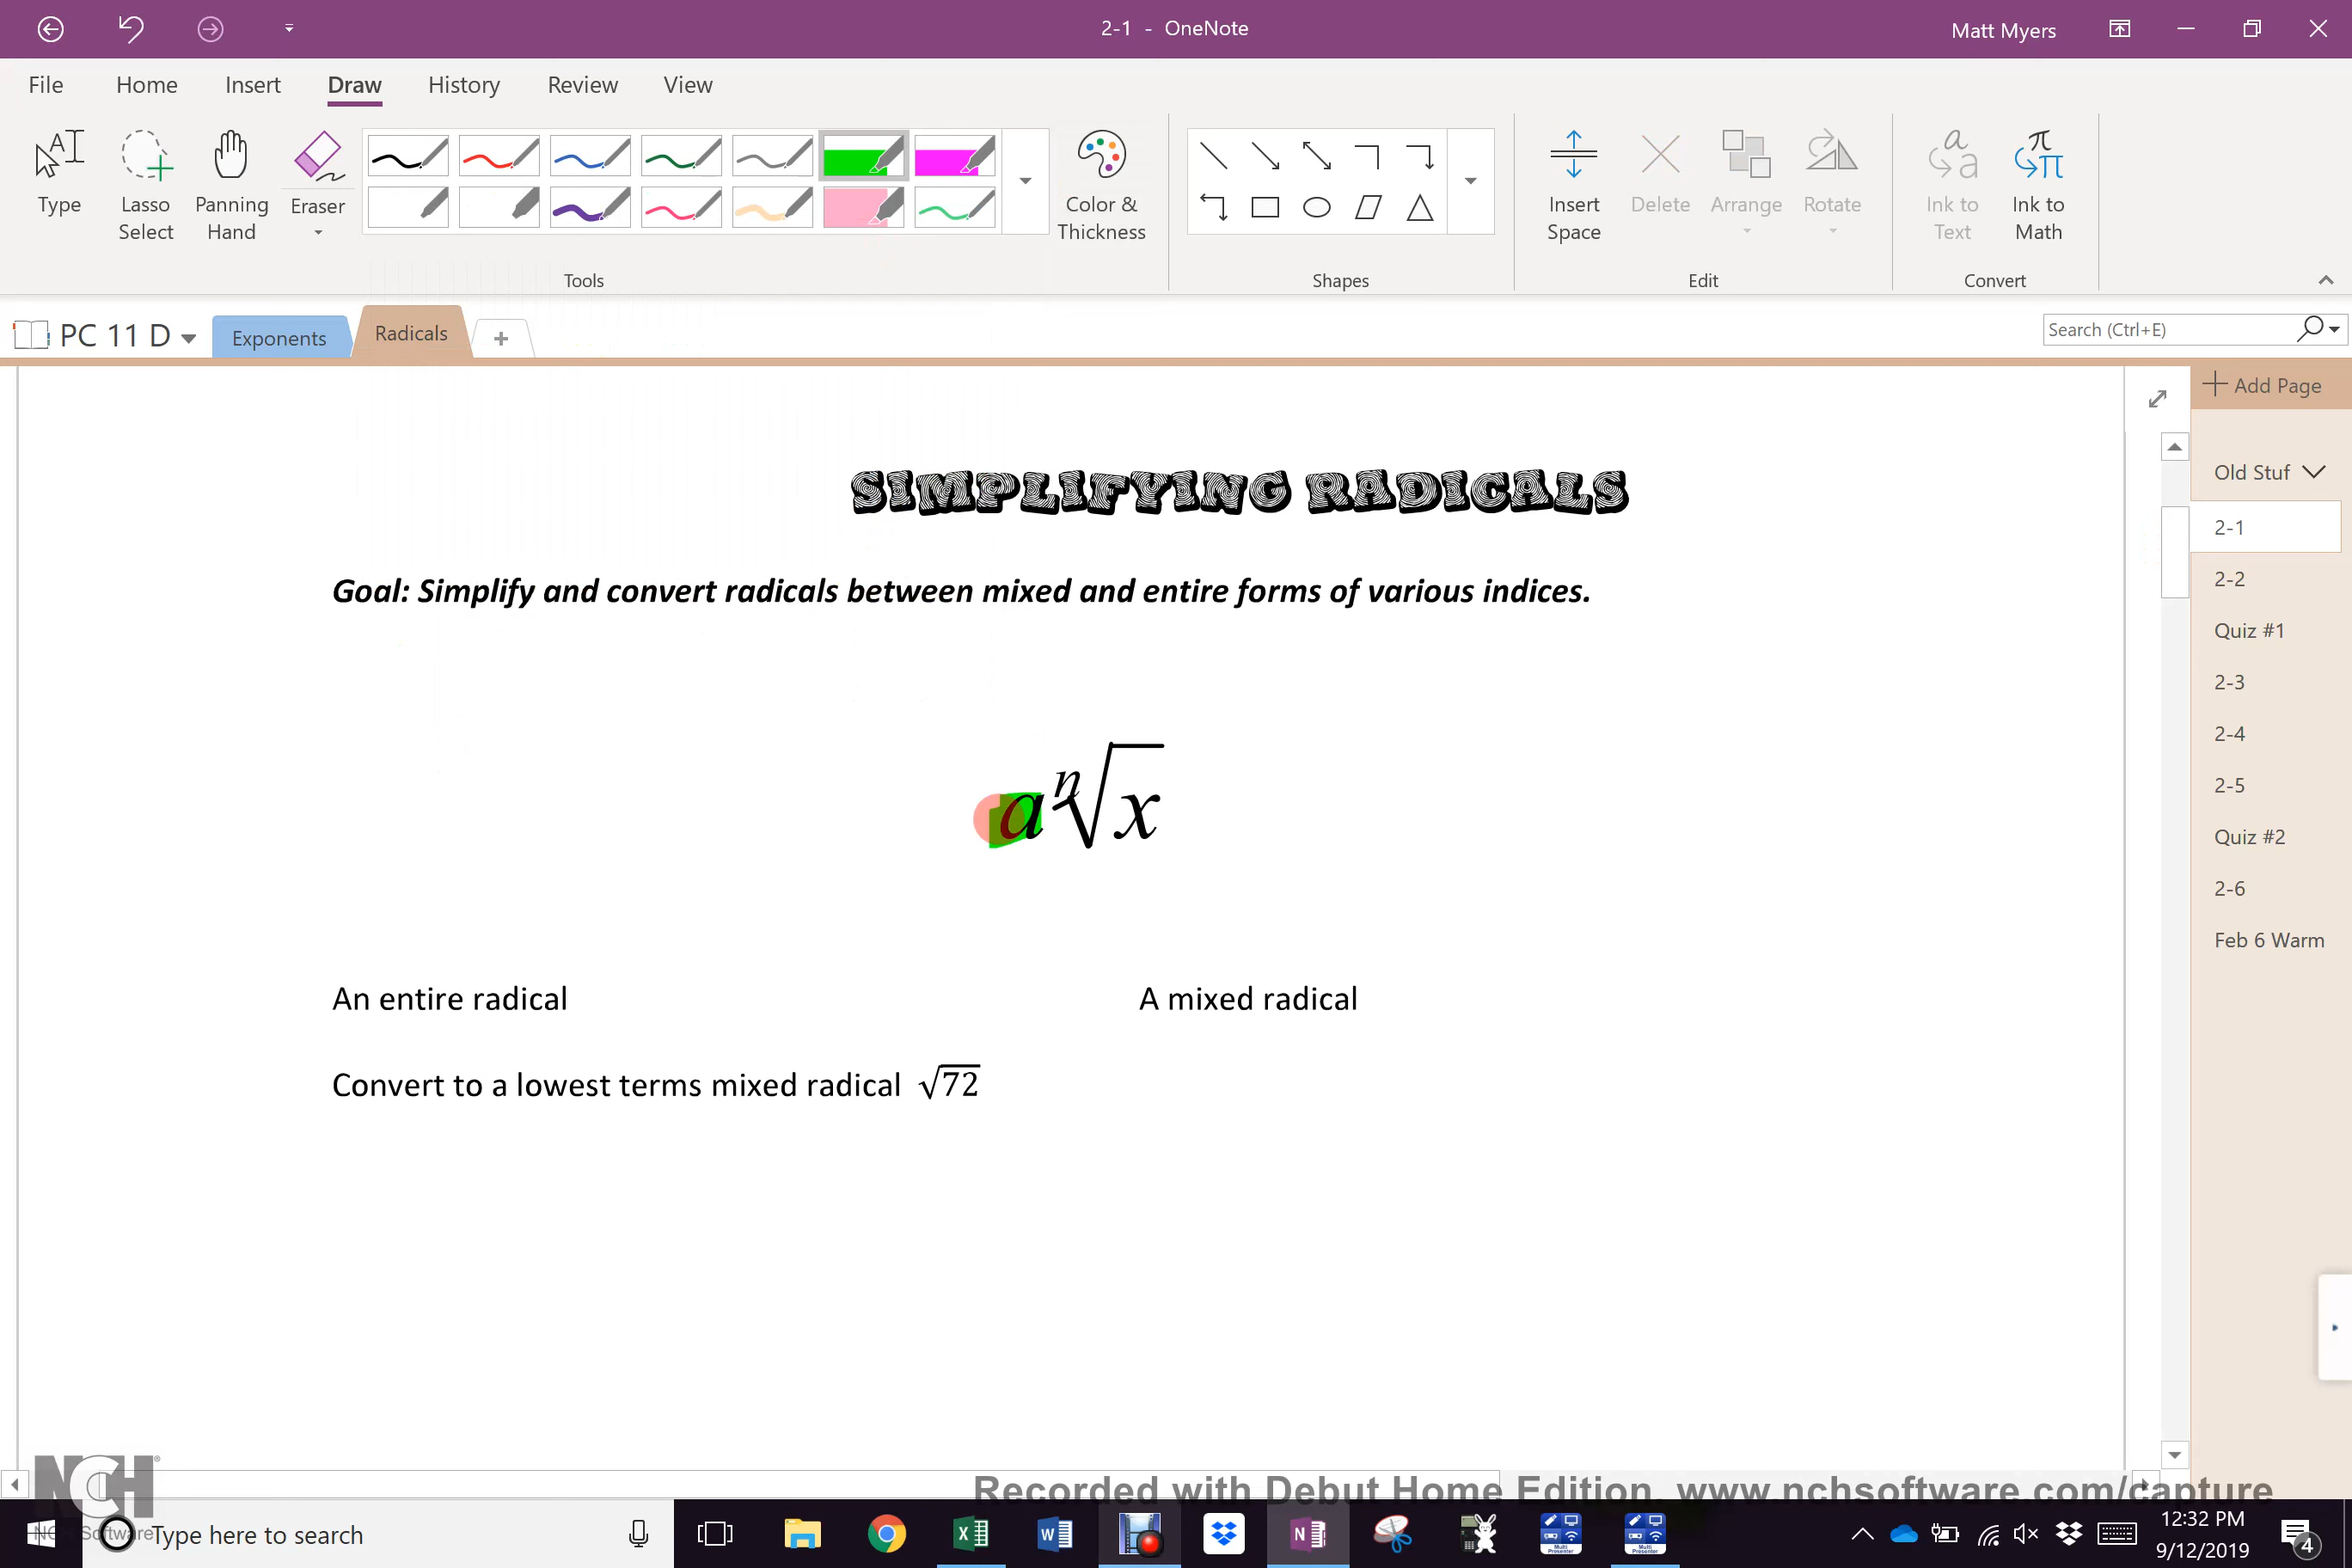 2-1 - OneNote
Matt Myers
File Home Insert Draw History Review View
Type
Lasso Select
Panning Hand
Eraser
Color & Thickness
Insert Space
Delete
Arrange
Rotate
Ink to Text
Ink to Math
Tools
Shapes
Edit
Convert
PC 11 D
Exponents
Radicals
Search (Ctrl+E)
Add Page
Old Stuf
2-1
2-2
Quiz #1
2-3
2-4
2-5
Quiz #2
2-6
Feb 6 Warm
SIMPLIFYING RADICALS
Goal: Simplify and convert radicals between mixed and entire forms of various indices.
a ⁿ√x
An entire radical
A mixed radical
Convert to a lowest terms mixed radical √72
NCH®
NCH Software
Recorded with Debut Home Edition. www.nchsoftware.com/capture
Type here to search
12:32 PM
9/12/2019
4